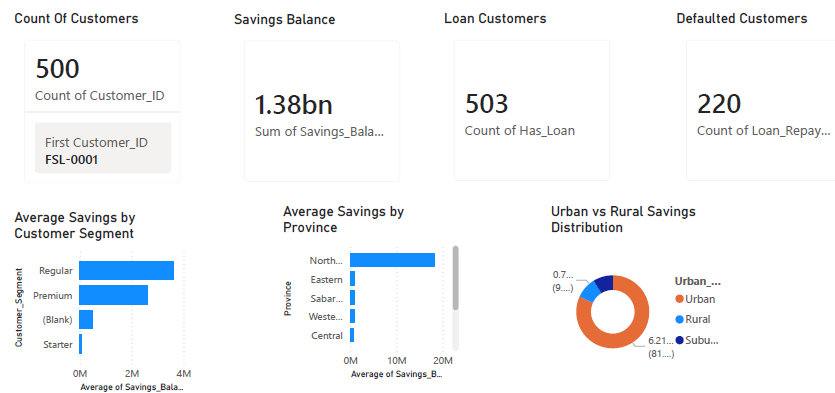 Count Of Customers
Savings Balance
Loan Customers
Defaulted Customers
500
Count of Customer_ID
First Customer_ID
FSL-0001
1.38bn
Sum of Savings_Bala...
503
Count of Has_Loan
220
Count of Loan_Repay...
Average Savings by
Customer Segment
Customer_Segment
Regular
Premium
(Blank)
Starter
0M 2M 4M
Average of Savings_Bala...
Average Savings by
Province
Province
North...
Eastern
Sabar...
Weste...
Central
0M 10M 20M
Average of Savings_B...
Urban vs Rural Savings
Distribution
0.7...
(9....)
6.21...
(81....)
Urban_...
Urban
Rural
Subu...